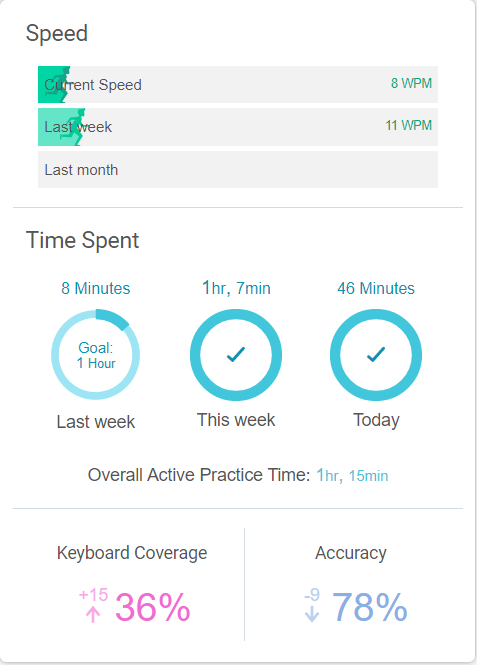 Speed
Current Speed 8 WPM
Last week 11 WPM
Last month
Time Spent
8 Minutes 1hr, 7min 46 Minutes
Goal:
1 Hour
Last week This week Today
Overall Active Practice Time: 1hr, 15min
Keyboard Coverage Accuracy
+15 36% -9 78%